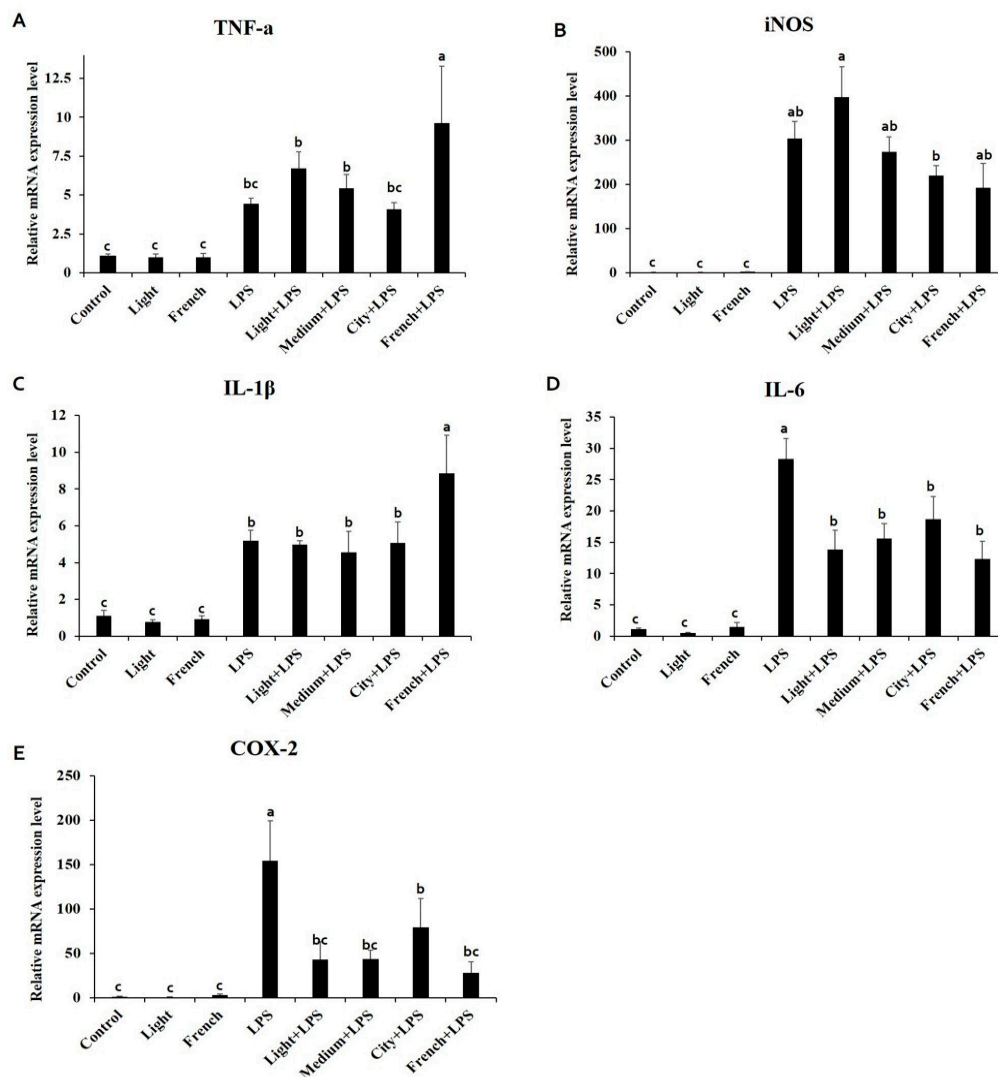 A
TNF-a
Relative mRNA expression level
12.5
10
7.5
5
2.5
0
c
c
c
bc
b
b
bc
a
Control
Light
French
LPS
Light+LPS
Medium+LPS
City+LPS
French+LPS
B
iNOS
Relative mRNA expression level
500
400
300
200
100
0
c
c
c
ab
a
ab
b
ab
Control
Light
French
LPS
Light+LPS
Medium+LPS
City+LPS
French+LPS
C
IL-1β
Relative mRNA expression level
12
10
8
6
4
2
0
c
c
c
b
b
b
b
a
Control
Light
French
LPS
Light+LPS
Medium+LPS
City+LPS
French+LPS
D
IL-6
Relative mRNA expression level
35
30
25
20
15
10
5
0
c
c
c
a
b
b
b
b
Control
Light
French
LPS
Light+LPS
Medium+LPS
City+LPS
French+LPS
E
COX-2
Relative mRNA expression level
250
200
150
100
50
0
c
c
c
a
bc
bc
b
bc
Control
Light
French
LPS
Light+LPS
Medium+LPS
City+LPS
French+LPS